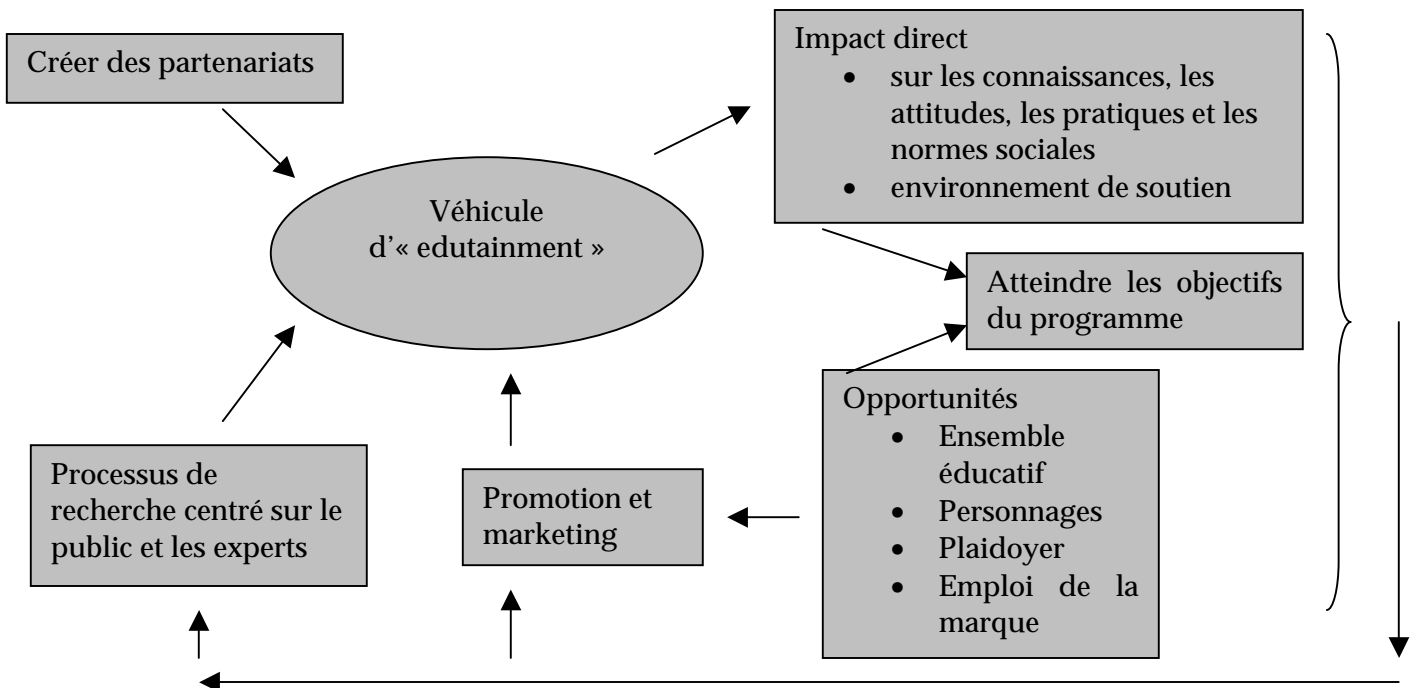 Créer des partenariats
Véhicule
d'« edutainment »
Impact direct
• sur les connaissances, les
attitudes, les pratiques et les
normes sociales
• environnement de soutien
Atteindre les objectifs
du programme
Opportunités
• Ensemble
éducatif
• Personnages
• Plaidoyer
• Emploi de la
marque
Promotion et
marketing
Processus de
recherche centré sur le
public et les experts